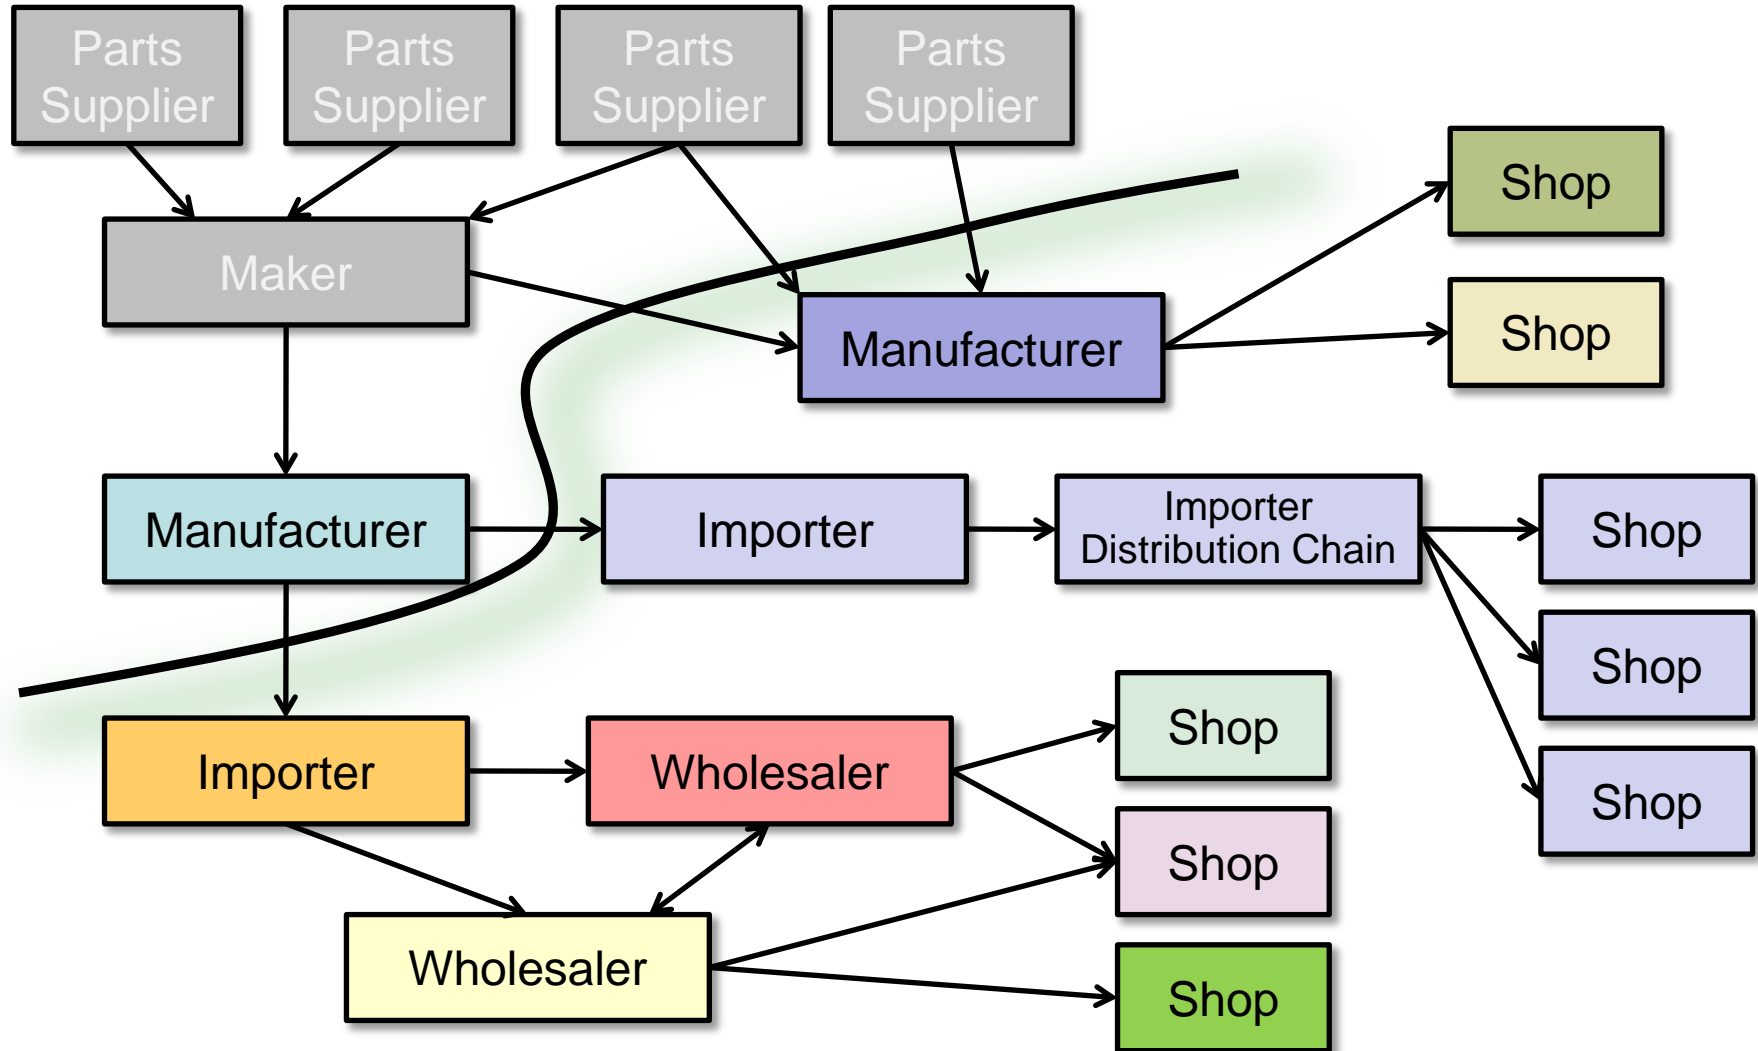 Parts
Supplier
Parts
Supplier
Parts
Supplier
Parts
Supplier
Shop
Maker
Shop
Manufacturer
Manufacturer
Importer
Importer
Distribution Chain
Shop
Shop
Importer
Wholesaler
Shop
Shop
Shop
Wholesaler
Shop